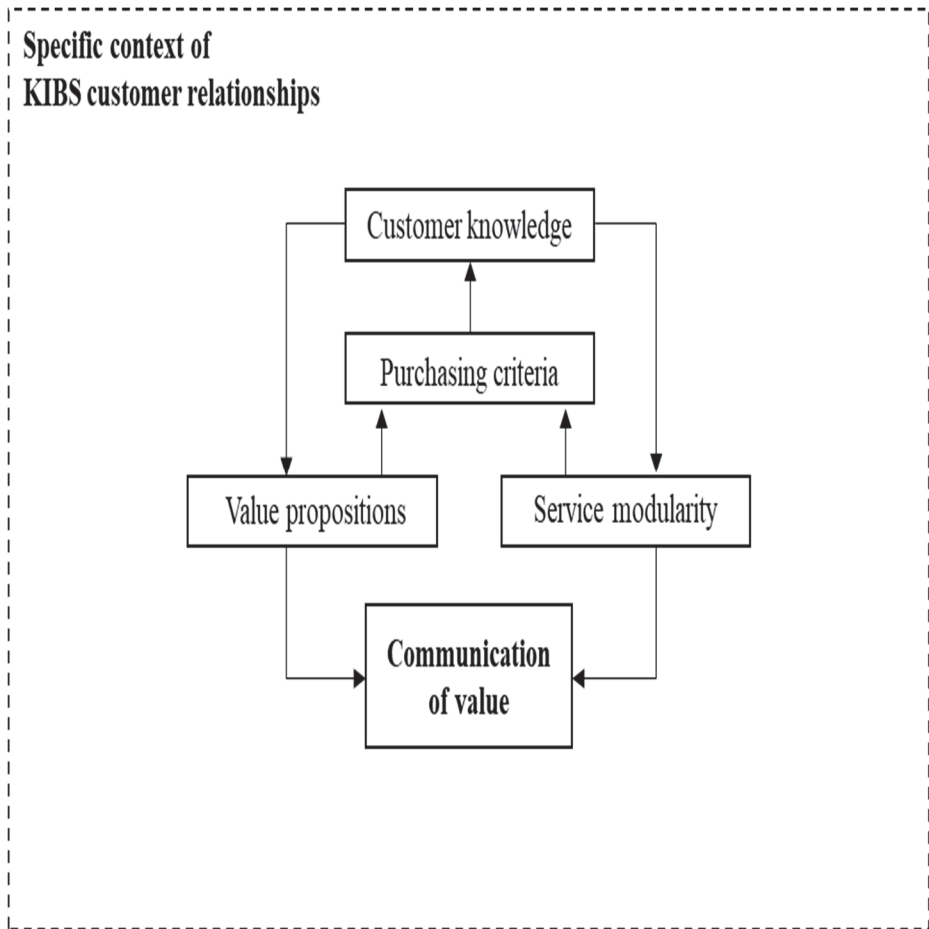 Specific context of
KIBS customer relationships
Customer knowledge
Purchasing criteria
Value propositions
Service modularity
Communication
of value